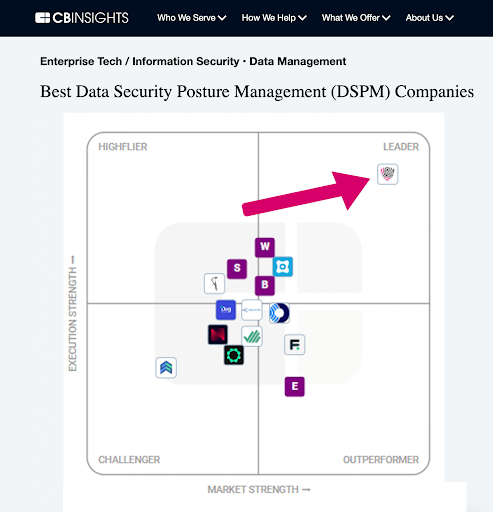 CBINSIGHTS Who We Serve How We Help What We Offer About Us
Enterprise Tech / Information Security • Data Management
Best Data Security Posture Management (DSPM) Companies
HIGHFLIER LEADER
W
S
B
F
E
EXECUTION STRENGTH →
CHALLENGER OUTPERFORMER
MARKET STRENGTH →